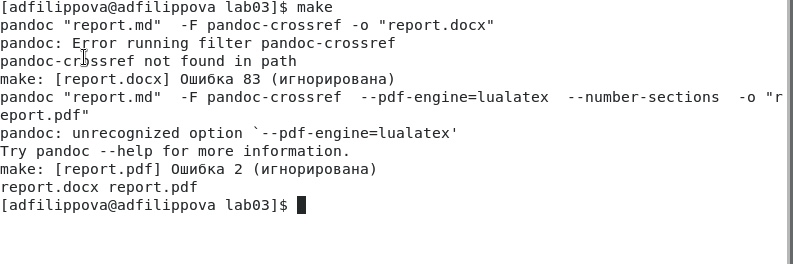 [adfilippova@adfilippova lab03]$ make
pandoc "report.md"  -F pandoc-crossref -o "report.docx"
pandoc: Error running filter pandoc-crossref
pandoc-crossref not found in path
make: [report.docx] Ошибка 83 (игнорирована)
pandoc "report.md"  -F pandoc-crossref  --pdf-engine=lualatex  --number-sections  -o "r
eport.pdf"
pandoc: unrecognized option `--pdf-engine=lualatex'
Try pandoc --help for more information.
make: [report.pdf] Ошибка 2 (игнорирована)
report.docx report.pdf
[adfilippova@adfilippova lab03]$